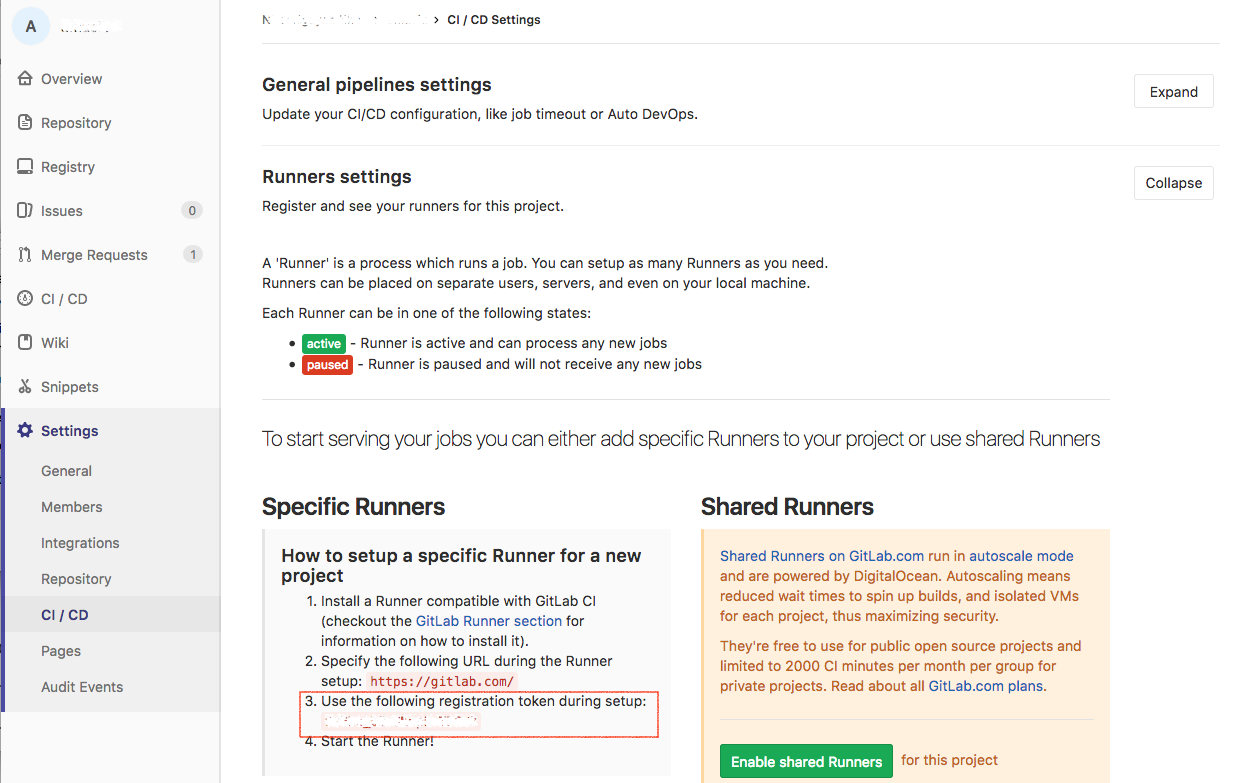 A
Overview
Repository
Registry
Issues 0
Merge Requests 1
CI / CD
Wiki
Snippets
Settings
General
Members
Integrations
Repository
CI / CD
Pages
Audit Events
› CI / CD Settings
General pipelines settings
Expand
Update your CI/CD configuration, like job timeout or Auto DevOps.
Runners settings
Collapse
Register and see your runners for this project.
A 'Runner' is a process which runs a job. You can setup as many Runners as you need.
Runners can be placed on separate users, servers, and even on your local machine.
Each Runner can be in one of the following states:
• active - Runner is active and can process any new jobs
• paused - Runner is paused and will not receive any new jobs
To start serving your jobs you can either add specific Runners to your project or use shared Runners
Specific Runners
How to setup a specific Runner for a new
project
1. Install a Runner compatible with GitLab CI
(checkout the GitLab Runner section for
information on how to install it).
2. Specify the following URL during the Runner
setup: https://gitlab.com/
3. Use the following registration token during setup:
4. Start the Runner!
Shared Runners
Shared Runners on GitLab.com run in autoscale mode
and are powered by DigitalOcean. Autoscaling means
reduced wait times to spin up builds, and isolated VMs
for each project, thus maximizing security.
They're free to use for public open source projects and
limited to 2000 CI minutes per month per group for
private projects. Read about all GitLab.com plans.
Enable shared Runners for this project